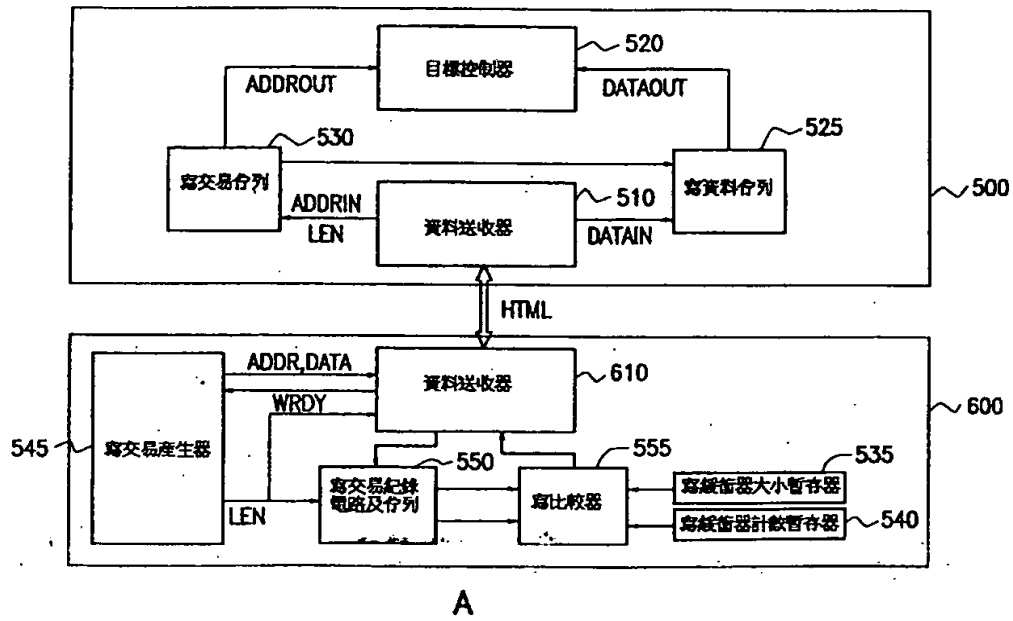 520
目標控制器
ADDROUT
DATAOUT
530
525
寫交易佇列
寫資料佇列
510
500
ADDRIN
LEN
資料送收器
DATAIN
HTML
ADDR,DATA
資料送收器
610
WRDY
600
545
寫交易產生器
550
555
535
LEN
寫交易紀錄
電路及佇列
寫比較器
寫緩衝器大小暫存器
寫緩衝器計數暫存器
540
A